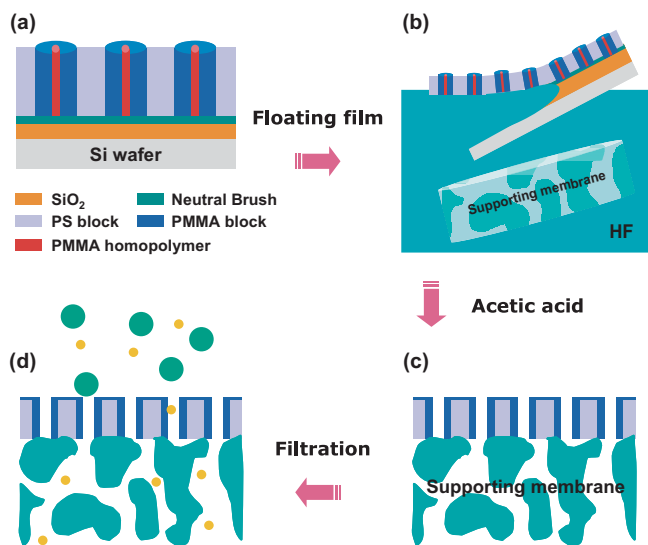 (a)
(b)
Si wafer
Floating film
SiO₂
Neutral Brush
PS block
PMMA block
PMMA homopolymer
Supporting membrane
HF
Acetic acid
(d)
(c)
Filtration
Supporting membrane